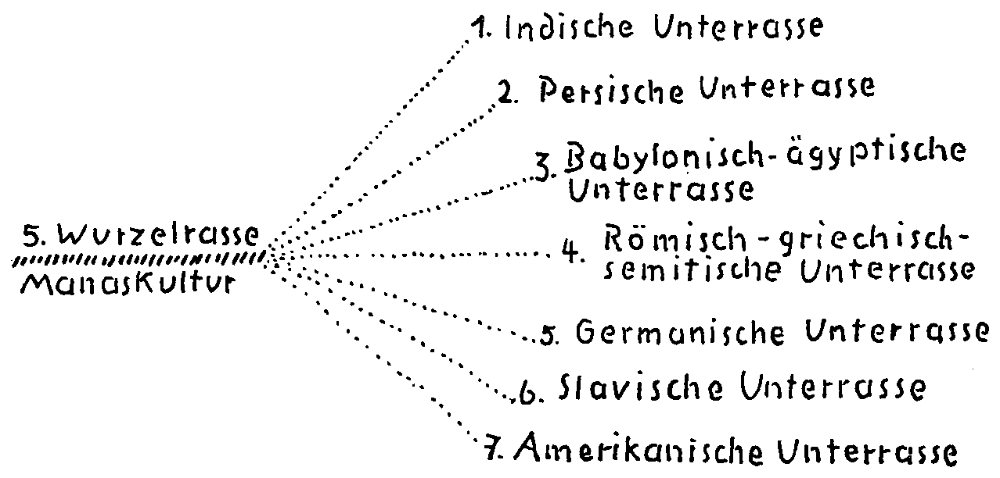 1. Indische Unterrasse
2. Persische Unterrasse
3. Babylonisch-ägyptische
Unterrasse
5. Wurzelrasse
Manaskultur
4. Römisch-griechisch-
semitische Unterrasse
5. Germanische Unterrasse
6. Slavische Unterrasse
7. Amerikanische Unterrasse